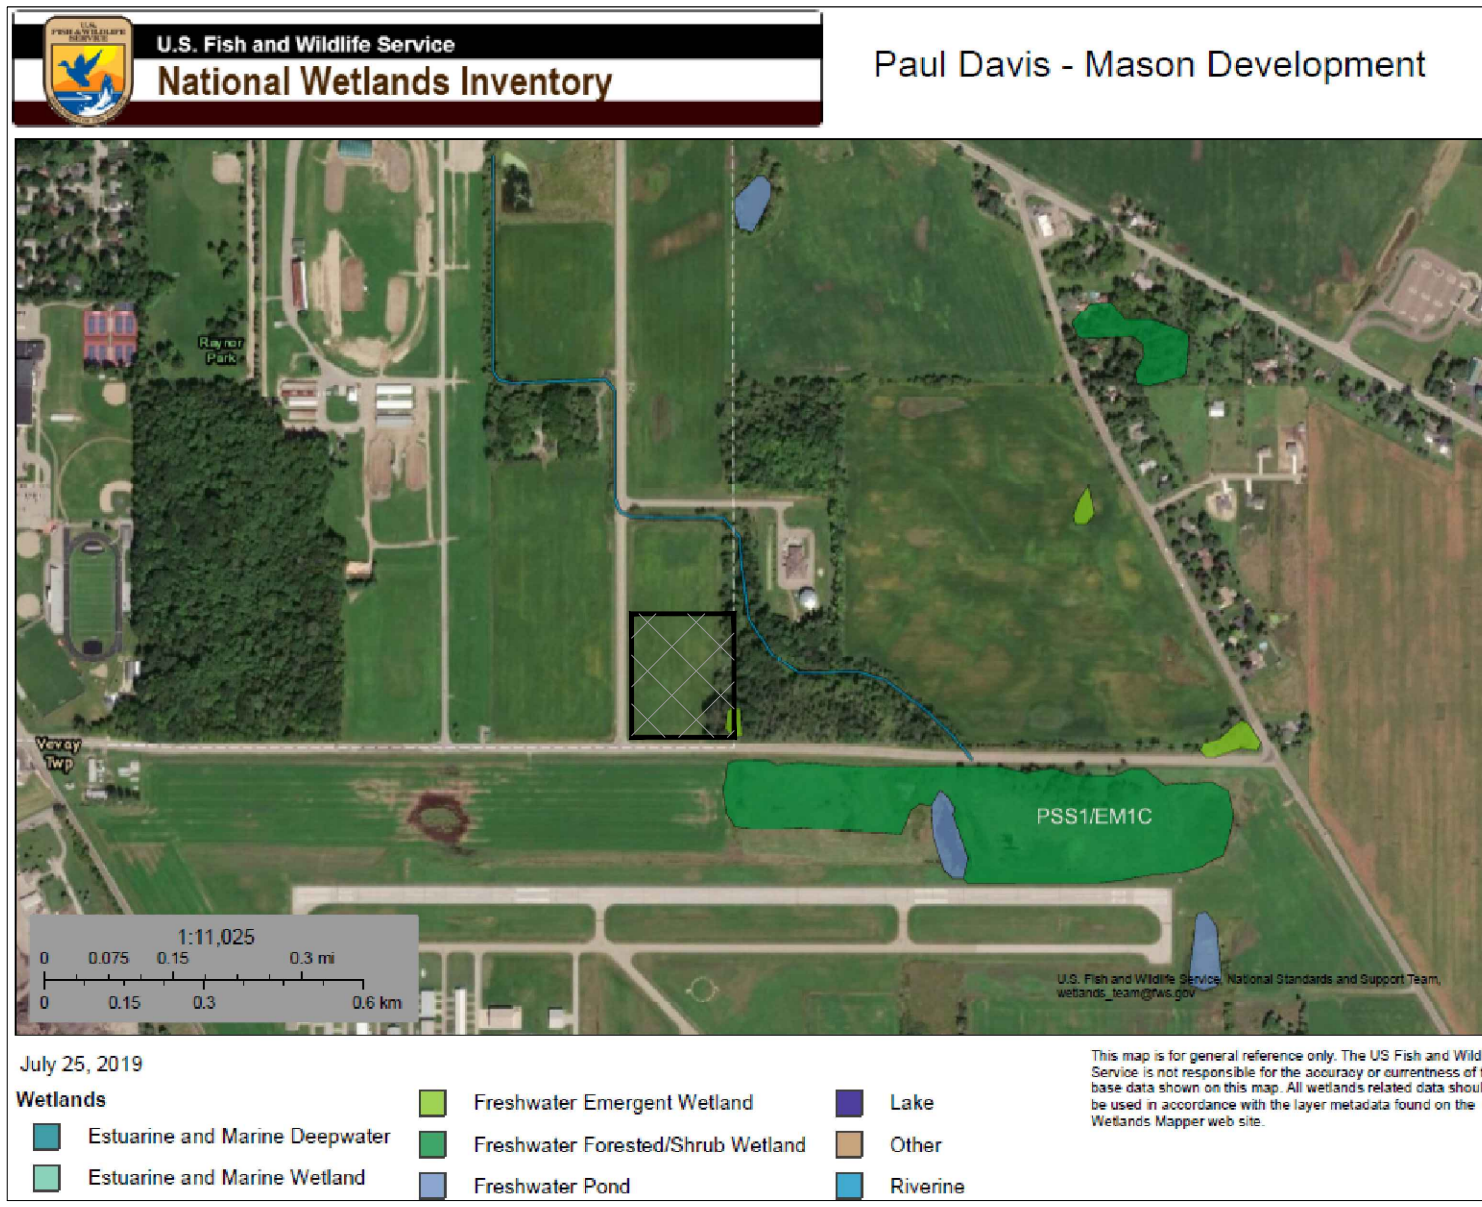 U.S.
FISH & WILDLIFE
SERVICE
U.S. Fish and Wildlife Service
National Wetlands Inventory
Paul Davis - Mason Development
Raynor
Park
Vevay
Twp
PSS1/EM1C
1:11,025
0 0.075 0.15 0.3 mi
0 0.15 0.3 0.6 km
U.S. Fish and Wildlife Service, National Standards and Support Team,
wetlands_team@fws.gov
July 25, 2019
Wetlands
Estuarine and Marine Deepwater
Estuarine and Marine Wetland
Freshwater Emergent Wetland
Freshwater Forested/Shrub Wetland
Freshwater Pond
Lake
Other
Riverine
This map is for general reference only. The US Fish and Wild
Service is not responsible for the accuracy or currentness of
base data shown on this map. All wetlands related data shoul
be used in accordance with the layer metadata found on the
Wetlands Mapper web site.